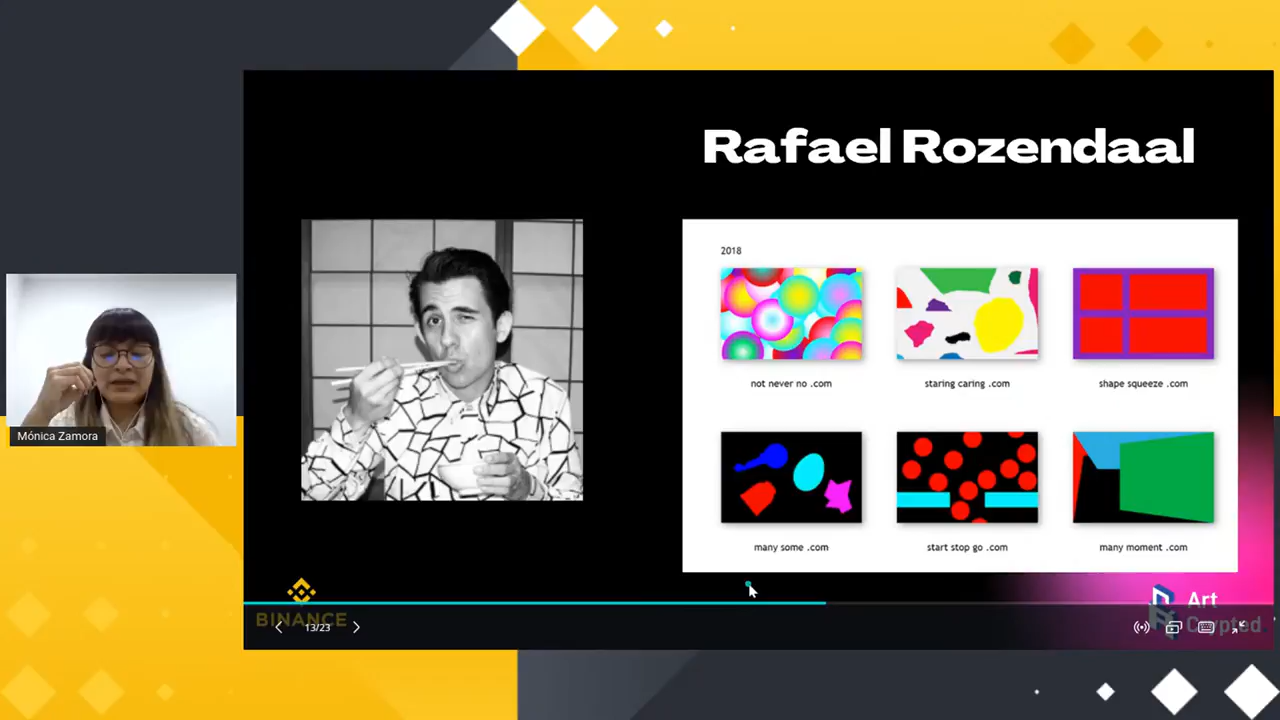 Rafael Rozendaal
2018
not never no .com
staring caring .com
shape squeeze .com
many some .com
start stop go .com
many moment .com
Mónica Zamora
BINANCE
13/23
Art
Crypted.